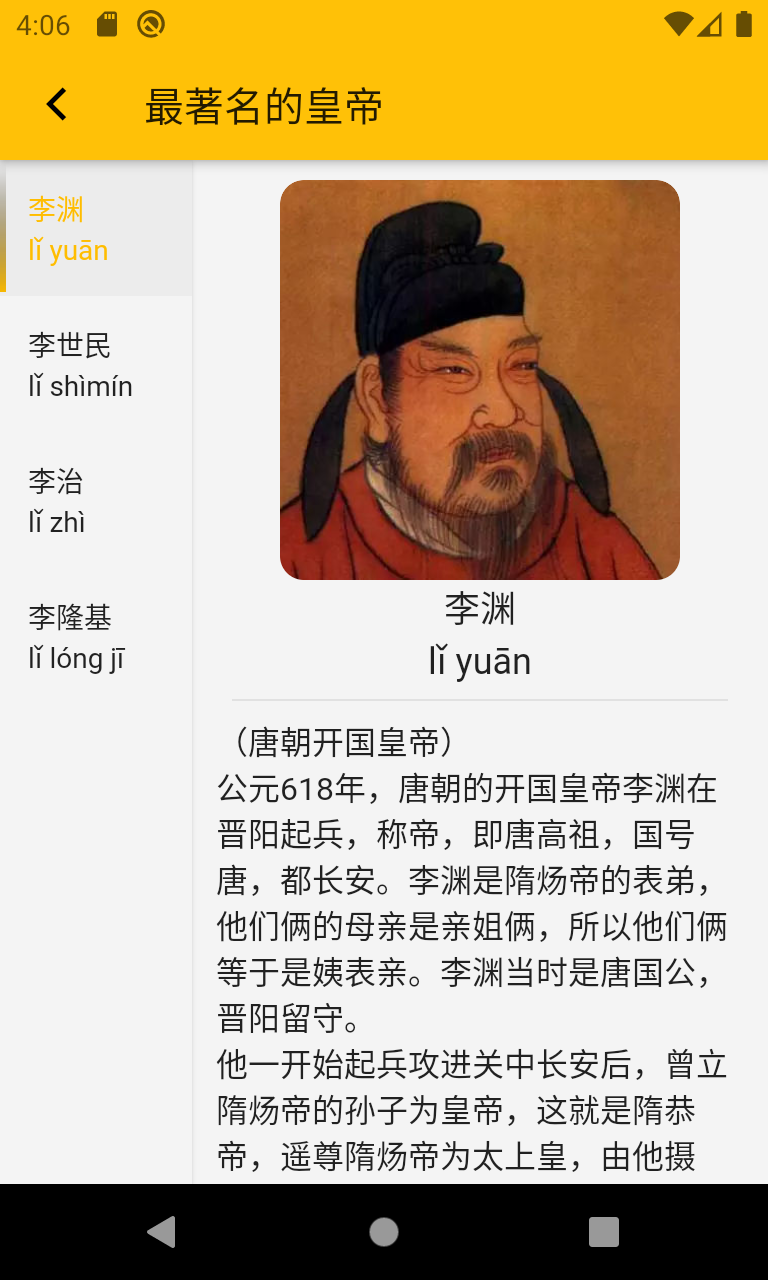 4:06
最著名的皇帝
李渊
lǐ yuān
李世民
lǐ shìmín
李治
lǐ zhì
李隆基
lǐ lóng jī
李渊
lǐ yuān
（唐朝开国皇帝）
公元618年，唐朝的开国皇帝李渊在
晋阳起兵，称帝，即唐高祖，国号
唐，都长安。李渊是隋炀帝的表弟，
他们俩的母亲是亲姐俩，所以他们俩
等于是姨表亲。李渊当时是唐国公，
晋阳留守。
他一开始起兵攻进关中长安后，曾立
隋炀帝的孙子为皇帝，这就是隋恭
帝，遥尊隋炀帝为太上皇，由他摄